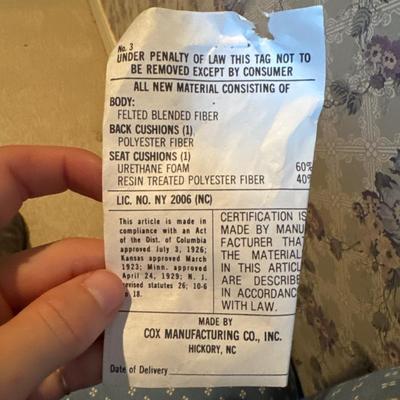 No. 3
UNDER PENALTY OF LAW THIS TAG NOT TO
BE REMOVED EXCEPT BY CONSUMER
ALL NEW MATERIAL CONSISTING OF
BODY:
FELTED BLENDED FIBER
BACK CUSHIONS (1)
POLYESTER FIBER
SEAT CUSHIONS (1)
URETHANE FOAM 60%
RESIN TREATED POLYESTER FIBER 40%
LIC. NO. NY 2006 (NC)
This article is made in
compliance with an Act
of the Dist. of Columbia
approved July 3, 1926;
Kansas approved March
1923; Minn. approved
April 24, 1929; N. J.
revised statutes 26; 10-6
18.
CERTIFICATION IS
MADE BY MANU
FACTURER THAT
THE MATERIAL
IN THIS ARTICL
ARE DESCRIBE
IN ACCORDANC
WITH LAW.
MADE BY
COX MANUFACTURING CO., INC.
HICKORY, NC
Date of Delivery